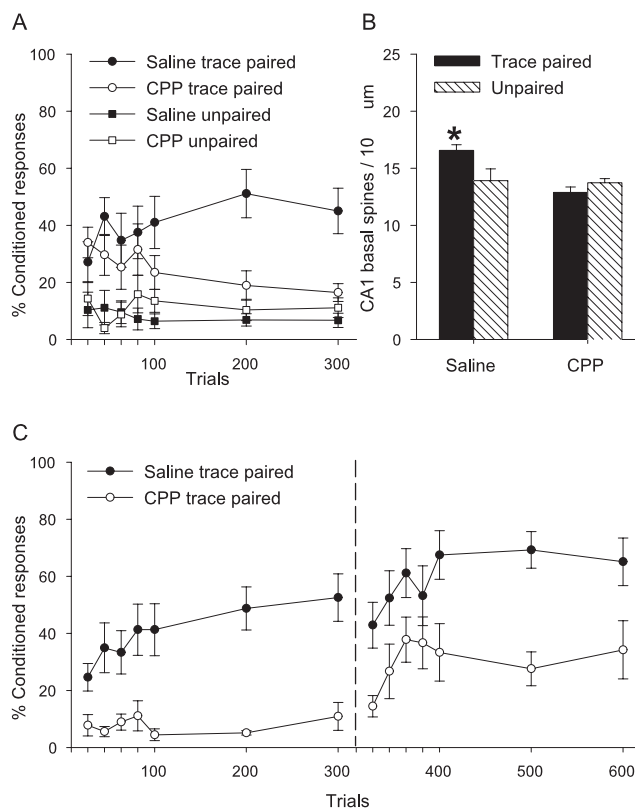 A
% Conditioned responses
100
80
60
40
20
0
Saline trace paired
CPP trace paired
Saline unpaired
CPP unpaired
100 200 300
Trials
B
CA1 basal spines / 10 um
25
20
15
10
5
0
Trace paired
Unpaired
*
Saline CPP
C
% Conditioned responses
100
80
60
40
20
0
Saline trace paired
CPP trace paired
100 200 300 400 500 600
Trials